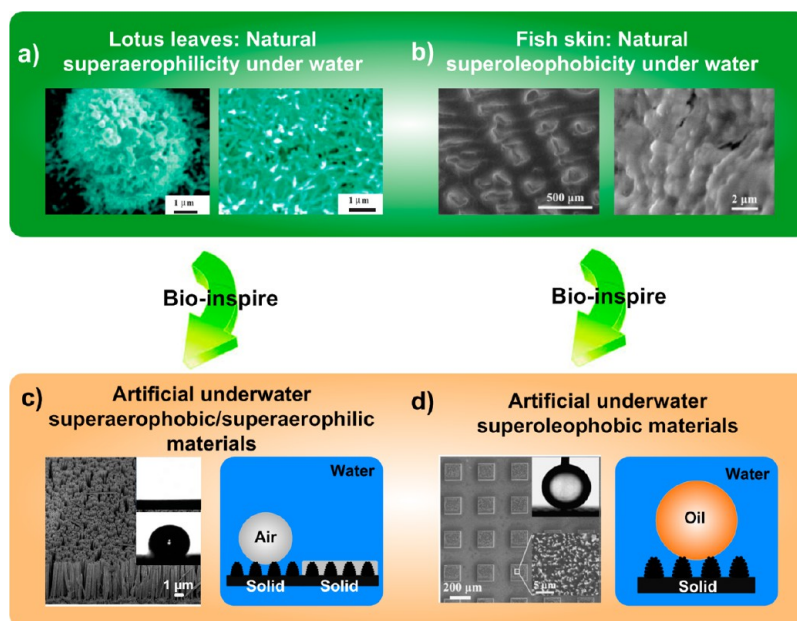 a)
Lotus leaves: Natural
superaerophilicity under water
1 μm
1 μm
b)
Fish skin: Natural
superoleophobicity under water
500 μm
2 μm
Bio-inspire
Bio-inspire
c)
Artificial underwater
superaerophobic/superaerophilic
materials
1 μm
Water
Air
Solid
Solid
d)
Artificial underwater
superoleophobic materials
200 μm
5 μm
Water
Oil
Solid